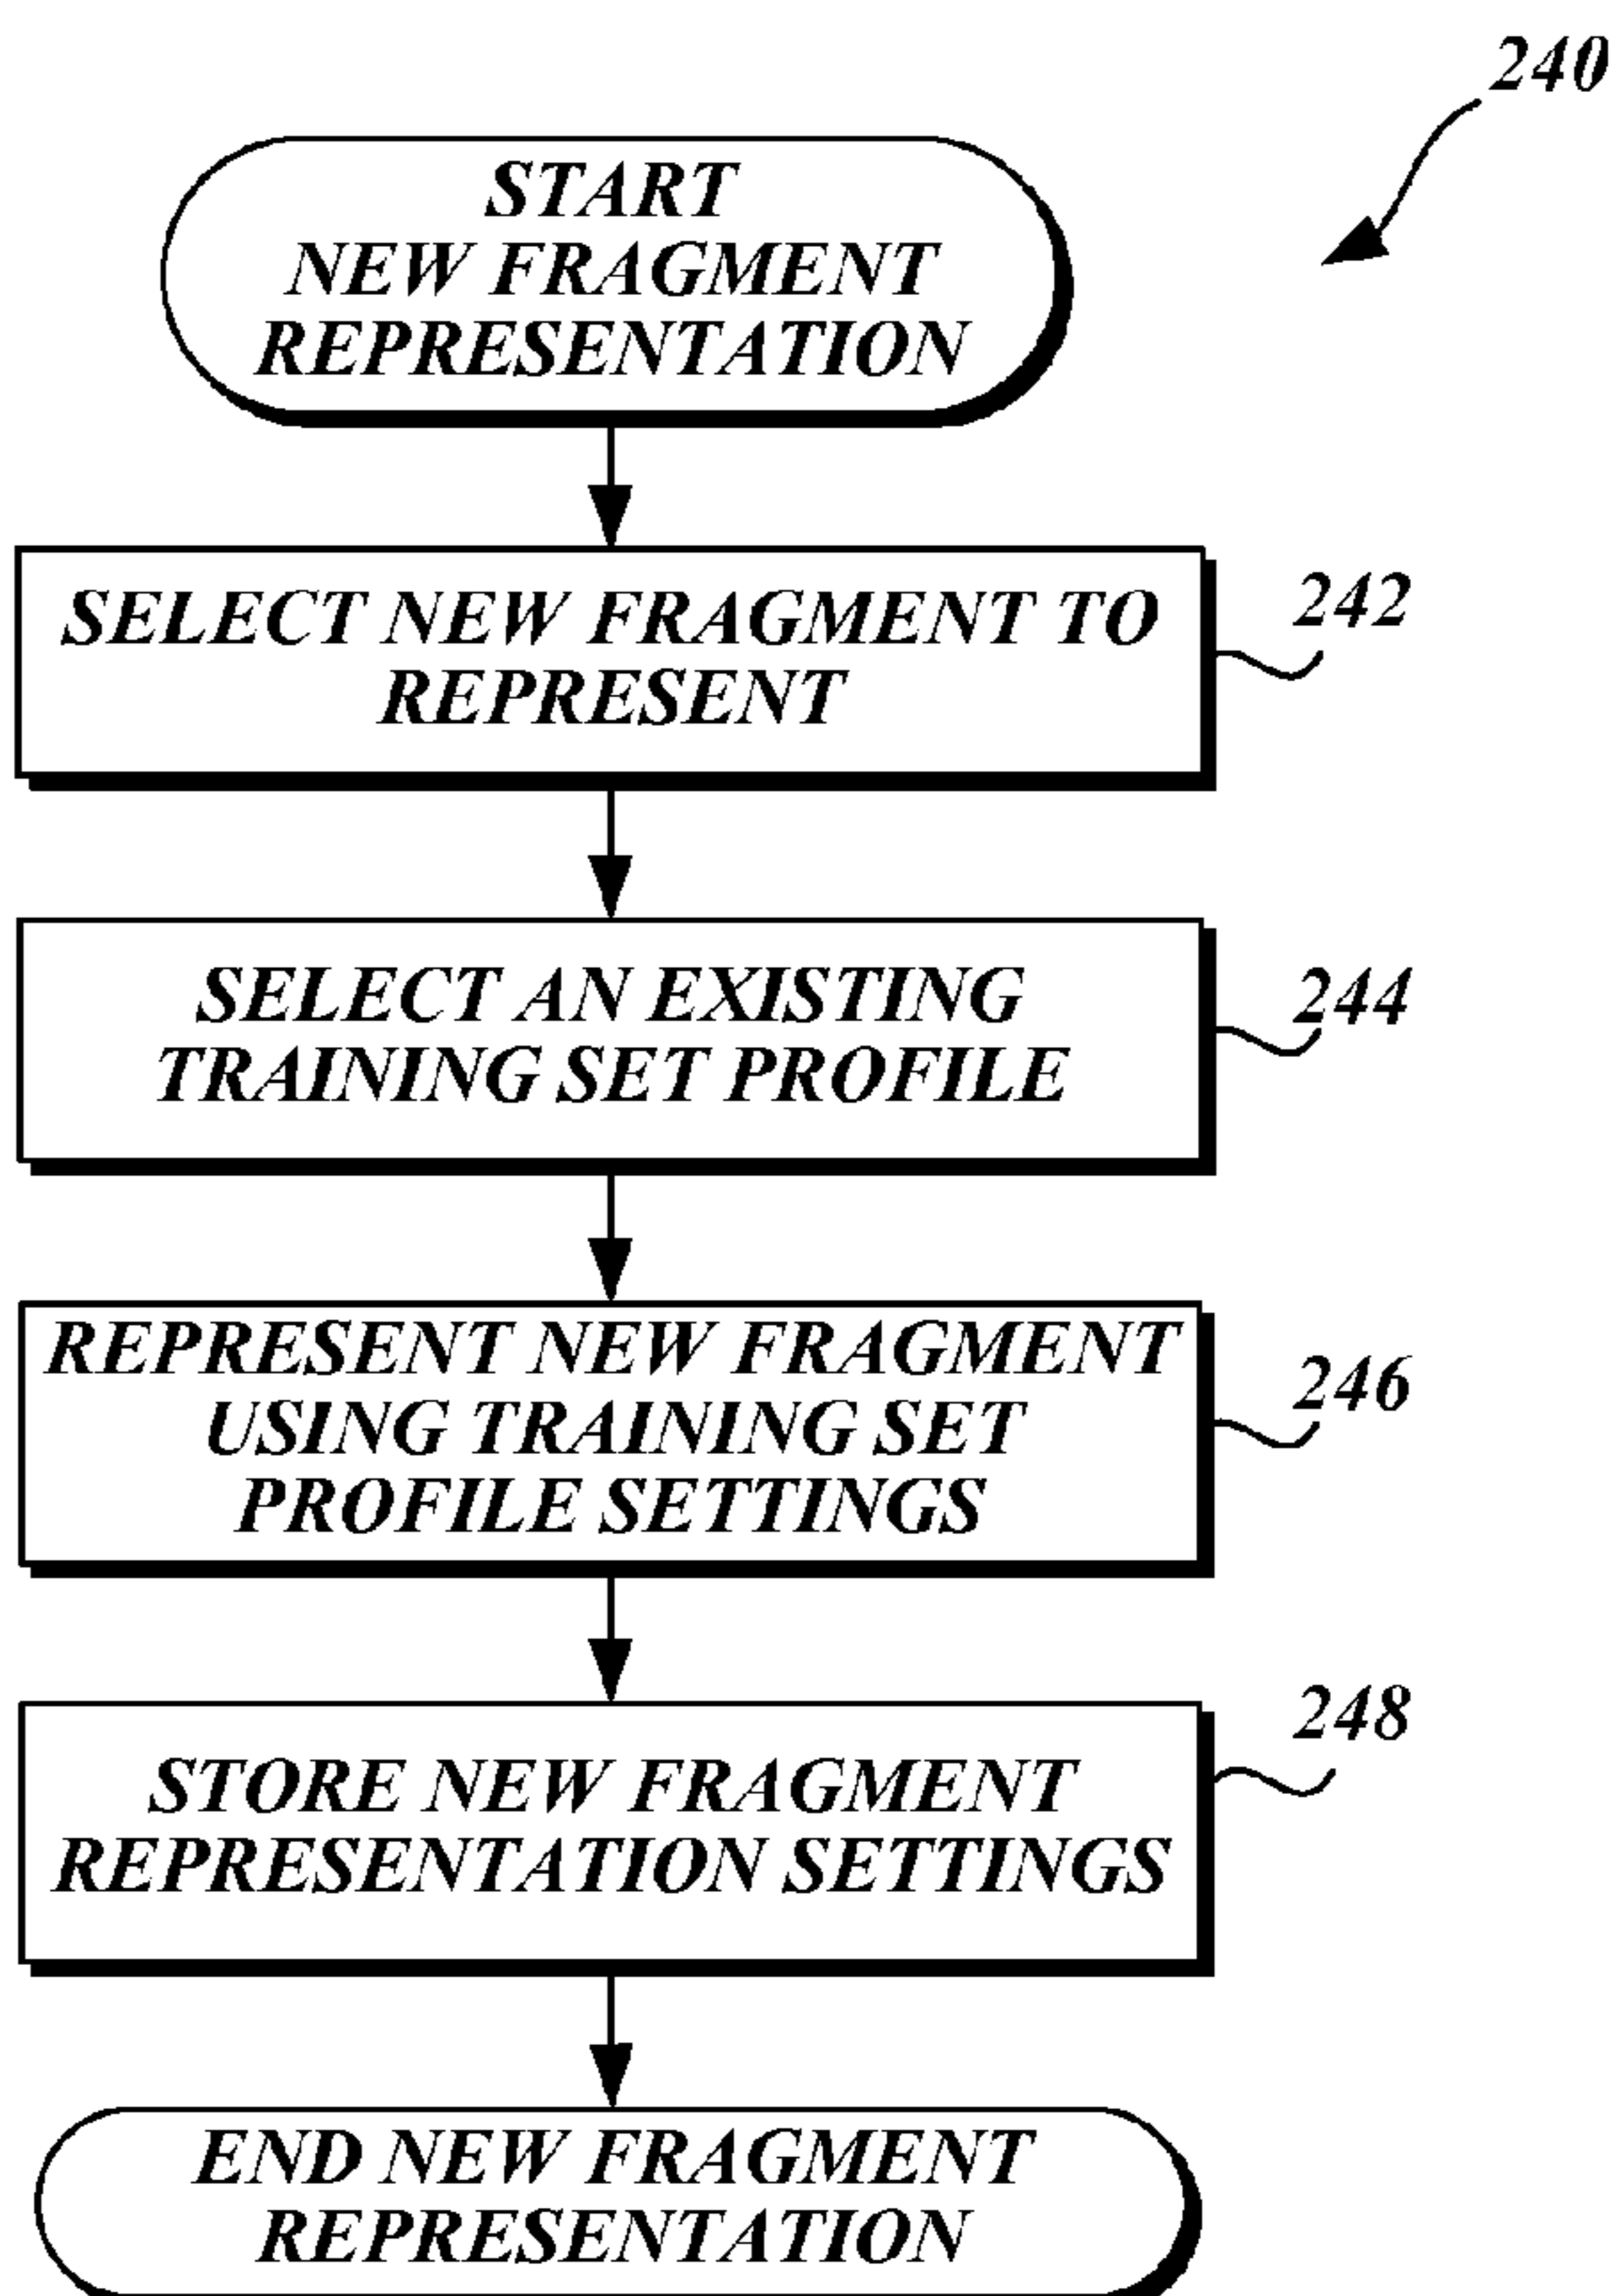 240
START
NEW FRAGMENT
REPRESENTATION
SELECT NEW FRAGMENT TO
REPRESENT
242
SELECT AN EXISTING
TRAINING SET PROFILE
244
REPRESENT NEW FRAGMENT
USING TRAINING SET
PROFILE SETTINGS
246
STORE NEW FRAGMENT
REPRESENTATION SETTINGS
248
END NEW FRAGMENT
REPRESENTATION